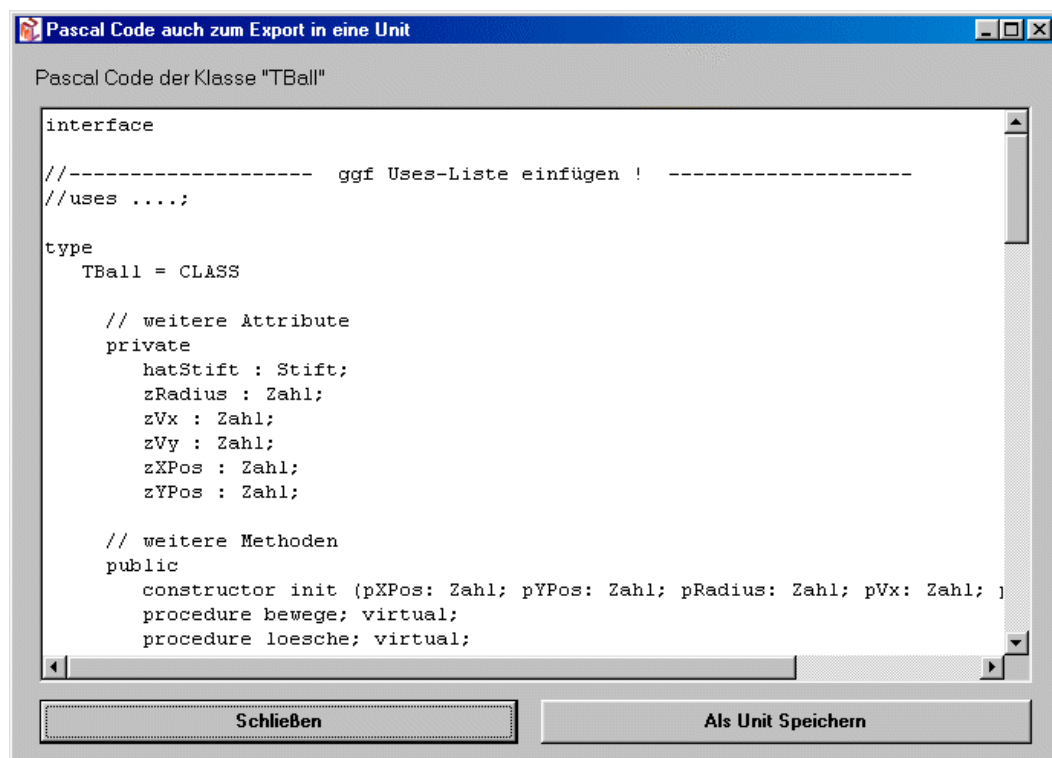 Pascal Code auch zum Export in eine Unit
Pascal Code der Klasse "TBall"
interface
//-------------------- ggf Uses-Liste einfügen ! --------------------
//uses ....;
type
TBall = CLASS
// weitere Attribute
private
hatStift : Stift;
zRadius : Zahl;
zVx : Zahl;
zVy : Zahl;
zXPos : Zahl;
zYPos : Zahl;
// weitere Methoden
public
constructor init (pXPos: Zahl; pYPos: Zahl; pRadius: Zahl; pVx: Zahl;
procedure bewege; virtual;
procedure loesche; virtual;
Schließen
Als Unit Speichern